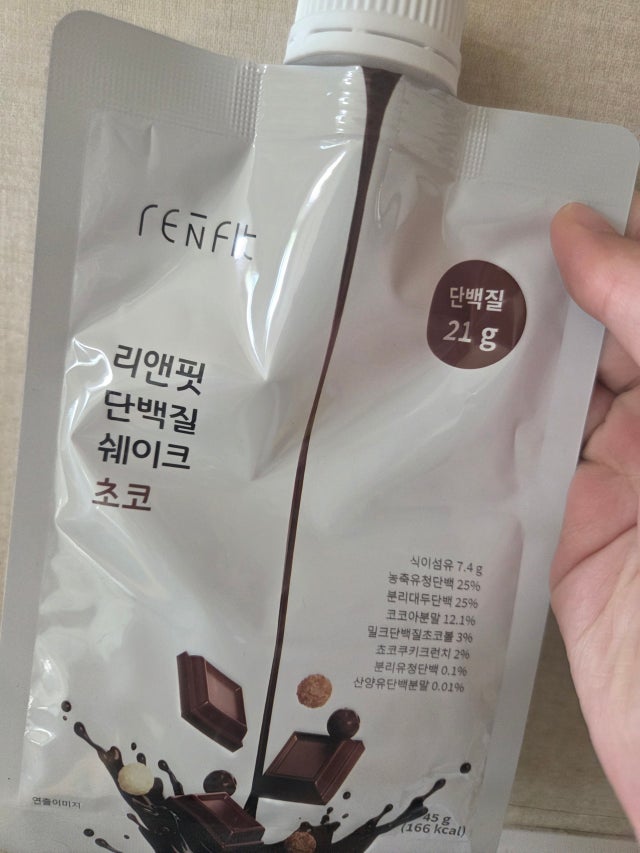 RENFIt
단백질
21 g
리앤핏
단백질
쉐이크
초코
식이섬유 7.4 g
농축유청단백 25%
분리대두단백 25%
코코아분말 12.1%
밀크단백질초코볼 3%
쵸코쿠키크런치 2%
분리유청단백 0.1%
산양유단백분말 0.01%
연출이미지
45 g
(166 kcal)